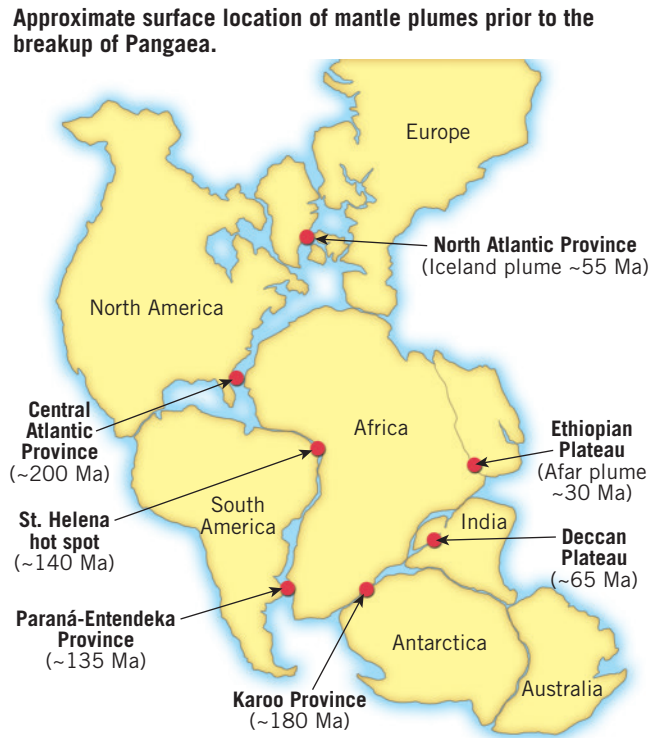 Approximate surface location of mantle plumes prior to the
breakup of Pangaea.
Europe
North Atlantic Province
(Iceland plume ~55 Ma)
North America
Central
Atlantic
Province
(~200 Ma)
Africa
Ethiopian
Plateau
(Afar plume
~30 Ma)
St. Helena
hot spot
(~140 Ma)
South
America
India
Deccan
Plateau
(~65 Ma)
Paraná-Entendeka
Province
(~135 Ma)
Antarctica
Karoo Province
(~180 Ma)
Australia